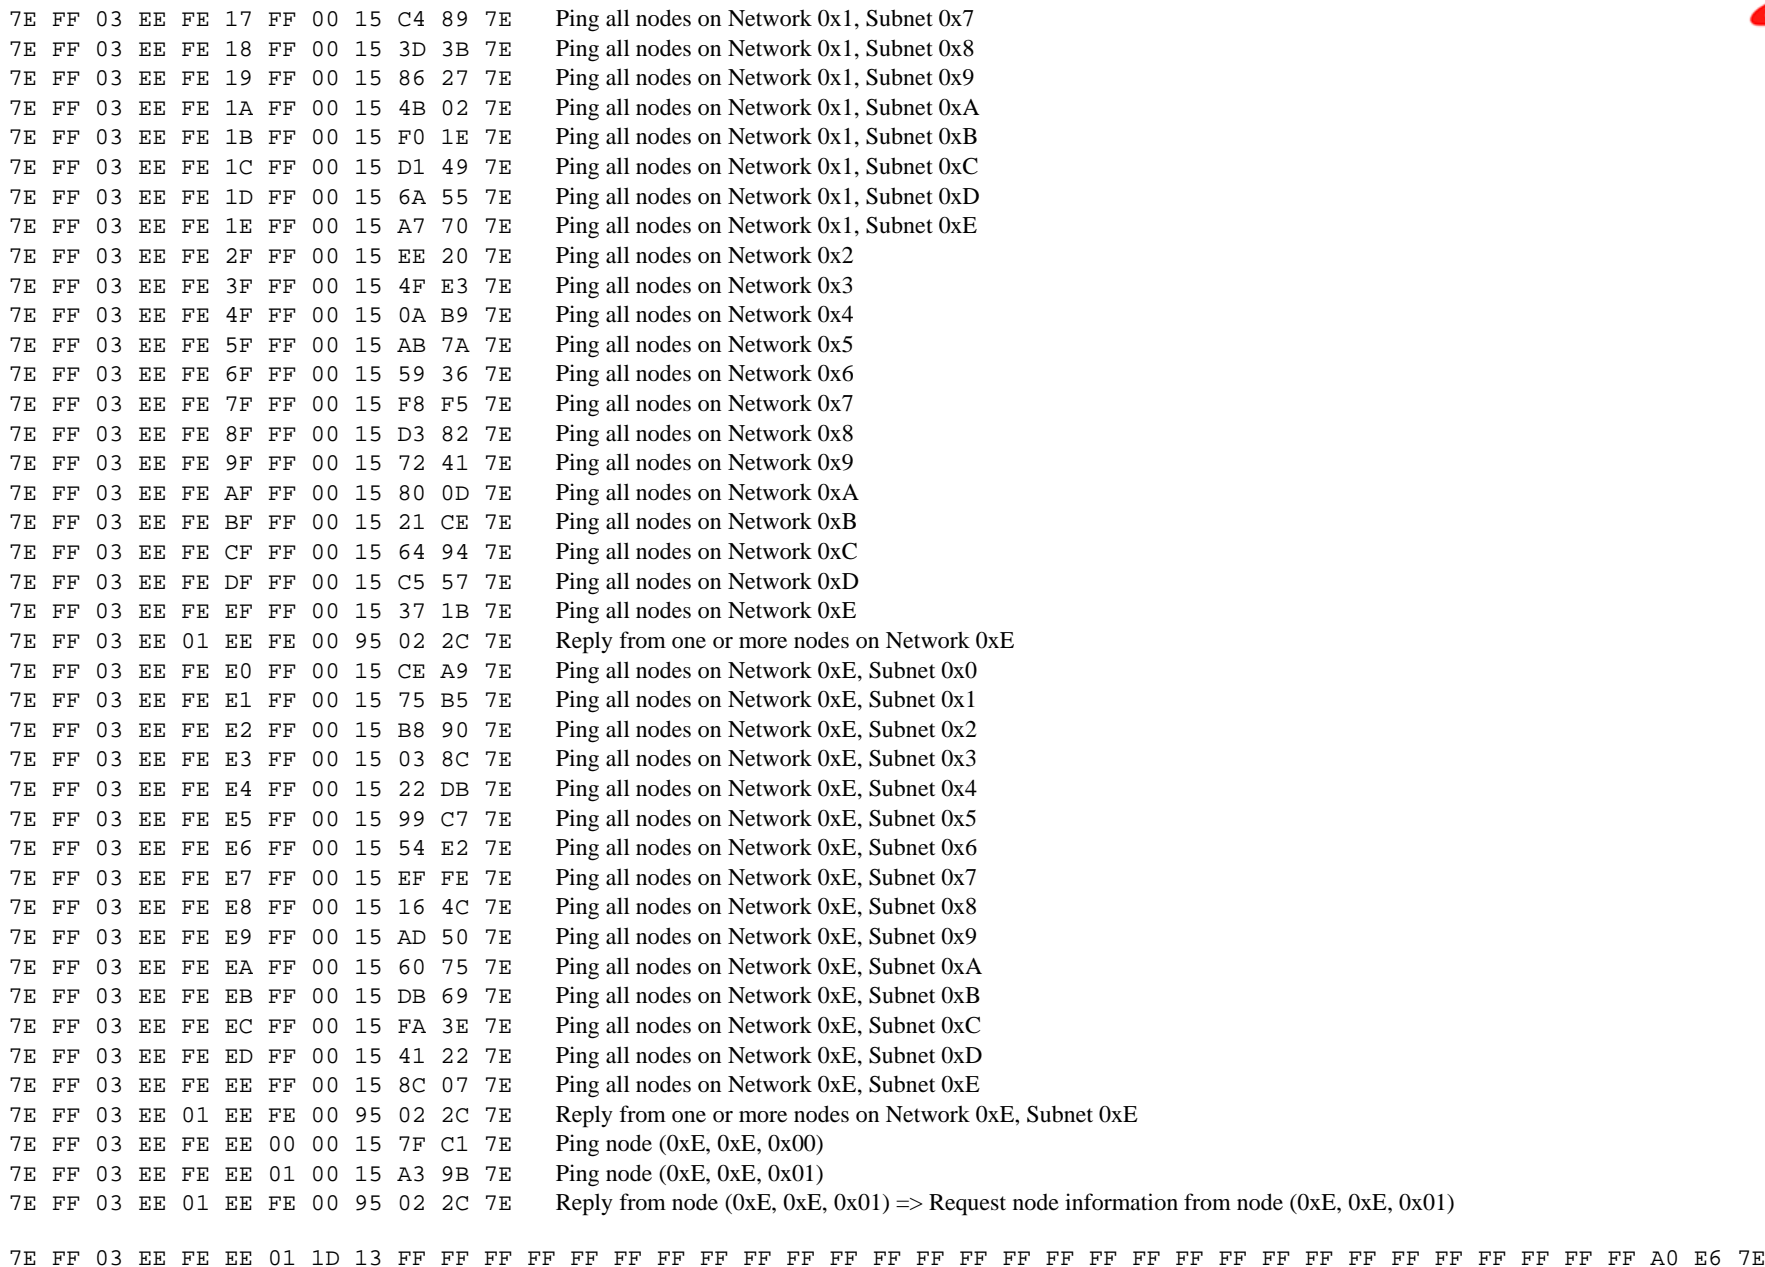 7E FF 03 EE FE 17 FF 00 15 C4 89 7E Ping all nodes on Network 0x1, Subnet 0x7
7E FF 03 EE FE 18 FF 00 15 3D 3B 7E Ping all nodes on Network 0x1, Subnet 0x8
7E FF 03 EE FE 19 FF 00 15 86 27 7E Ping all nodes on Network 0x1, Subnet 0x9
7E FF 03 EE FE 1A FF 00 15 4B 02 7E Ping all nodes on Network 0x1, Subnet 0xA
7E FF 03 EE FE 1B FF 00 15 F0 1E 7E Ping all nodes on Network 0x1, Subnet 0xB
7E FF 03 EE FE 1C FF 00 15 D1 49 7E Ping all nodes on Network 0x1, Subnet 0xC
7E FF 03 EE FE 1D FF 00 15 6A 55 7E Ping all nodes on Network 0x1, Subnet 0xD
7E FF 03 EE FE 1E FF 00 15 A7 70 7E Ping all nodes on Network 0x1, Subnet 0xE
7E FF 03 EE FE 2F FF 00 15 EE 20 7E Ping all nodes on Network 0x2
7E FF 03 EE FE 3F FF 00 15 4F E3 7E Ping all nodes on Network 0x3
7E FF 03 EE FE 4F FF 00 15 0A B9 7E Ping all nodes on Network 0x4
7E FF 03 EE FE 5F FF 00 15 AB 7A 7E Ping all nodes on Network 0x5
7E FF 03 EE FE 6F FF 00 15 59 36 7E Ping all nodes on Network 0x6
7E FF 03 EE FE 7F FF 00 15 F8 F5 7E Ping all nodes on Network 0x7
7E FF 03 EE FE 8F FF 00 15 D3 82 7E Ping all nodes on Network 0x8
7E FF 03 EE FE 9F FF 00 15 72 41 7E Ping all nodes on Network 0x9
7E FF 03 EE FE AF FF 00 15 80 0D 7E Ping all nodes on Network 0xA
7E FF 03 EE FE BF FF 00 15 21 CE 7E Ping all nodes on Network 0xB
7E FF 03 EE FE CF FF 00 15 64 94 7E Ping all nodes on Network 0xC
7E FF 03 EE FE DF FF 00 15 C5 57 7E Ping all nodes on Network 0xD
7E FF 03 EE FE EF FF 00 15 37 1B 7E Ping all nodes on Network 0xE
7E FF 03 EE 01 EE FE 00 95 02 2C 7E Reply from one or more nodes on Network 0xE
7E FF 03 EE FE E0 FF 00 15 CE A9 7E Ping all nodes on Network 0xE, Subnet 0x0
7E FF 03 EE FE E1 FF 00 15 75 B5 7E Ping all nodes on Network 0xE, Subnet 0x1
7E FF 03 EE FE E2 FF 00 15 B8 90 7E Ping all nodes on Network 0xE, Subnet 0x2
7E FF 03 EE FE E3 FF 00 15 03 8C 7E Ping all nodes on Network 0xE, Subnet 0x3
7E FF 03 EE FE E4 FF 00 15 22 DB 7E Ping all nodes on Network 0xE, Subnet 0x4
7E FF 03 EE FE E5 FF 00 15 99 C7 7E Ping all nodes on Network 0xE, Subnet 0x5
7E FF 03 EE FE E6 FF 00 15 54 E2 7E Ping all nodes on Network 0xE, Subnet 0x6
7E FF 03 EE FE E7 FF 00 15 EF FE 7E Ping all nodes on Network 0xE, Subnet 0x7
7E FF 03 EE FE E8 FF 00 15 16 4C 7E Ping all nodes on Network 0xE, Subnet 0x8
7E FF 03 EE FE E9 FF 00 15 AD 50 7E Ping all nodes on Network 0xE, Subnet 0x9
7E FF 03 EE FE EA FF 00 15 60 75 7E Ping all nodes on Network 0xE, Subnet 0xA
7E FF 03 EE FE EB FF 00 15 DB 69 7E Ping all nodes on Network 0xE, Subnet 0xB
7E FF 03 EE FE EC FF 00 15 FA 3E 7E Ping all nodes on Network 0xE, Subnet 0xC
7E FF 03 EE FE ED FF 00 15 41 22 7E Ping all nodes on Network 0xE, Subnet 0xD
7E FF 03 EE FE EE FF 00 15 8C 07 7E Ping all nodes on Network 0xE, Subnet 0xE
7E FF 03 EE 01 EE FE 00 95 02 2C 7E Reply from one or more nodes on Network 0xE, Subnet 0xE
7E FF 03 EE FE EE 00 00 15 7F C1 7E Ping node (0xE, 0xE, 0x00)
7E FF 03 EE FE EE 01 00 15 A3 9B 7E Ping node (0xE, 0xE, 0x01)
7E FF 03 EE 01 EE FE 00 95 02 2C 7E Reply from node (0xE, 0xE, 0x01) => Request node information from node (0xE, 0xE, 0x01)
7E FF 03 EE FE EE 01 1D 13 FF FF FF FF FF FF FF FF FF FF FF FF FF FF FF FF FF FF FF FF FF FF FF FF FF FF FF FF FF A0 E6 7E